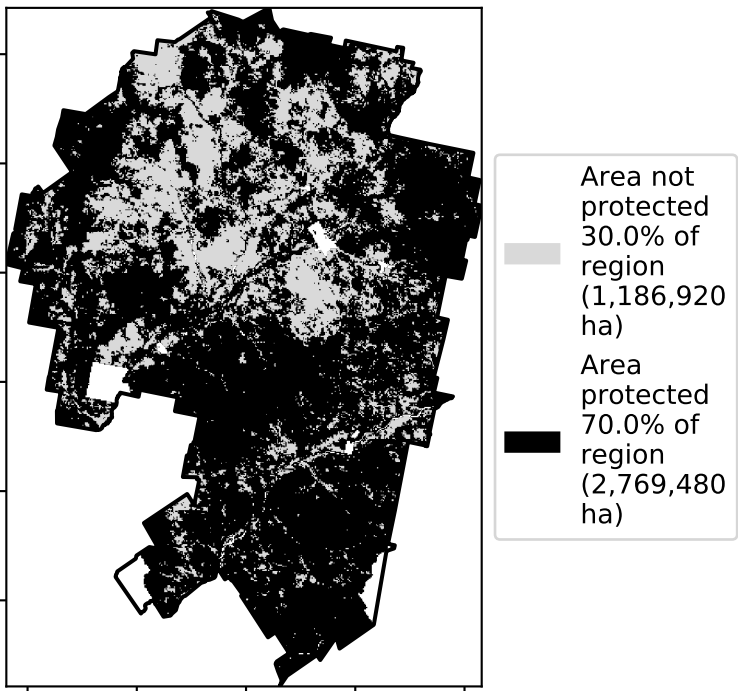 Area not
protected
30.0% of
region
(1,186,920
ha)
Area
protected
70.0% of
region
(2,769,480
ha)